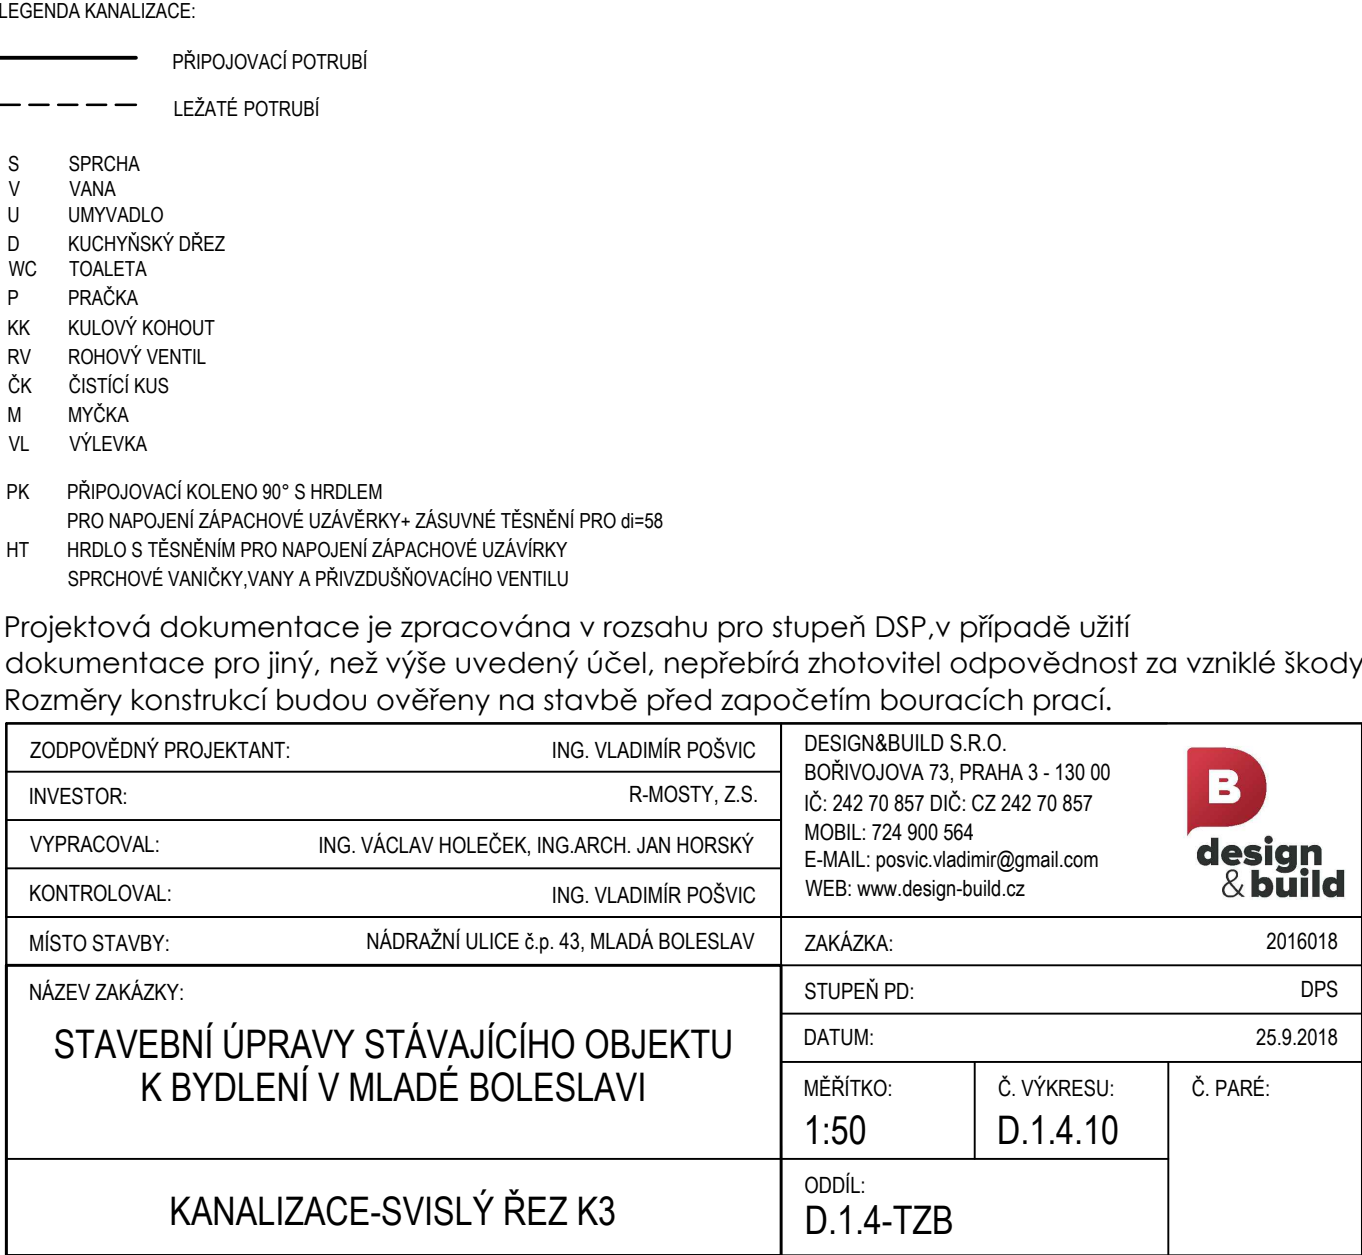 LEGENDA KANALIZACE:
PŘIPOJOVACÍ POTRUBÍ
LEŽATÉ POTRUBÍ
S SPRCHA
V VANA
U UMYVADLO
D KUCHYŇSKÝ DŘEZ
WC TOALETA
P PRAČKA
KK KULOVÝ KOHOUT
RV ROHOVÝ VENTIL
ČK ČISTÍCÍ KUS
M MYČKA
VL VÝLEVKA
PK PŘIPOJOVACÍ KOLENO 90° S HRDLEM
PRO NAPOJENÍ ZÁPACHOVÉ UZÁVĚRKY+ ZÁSUVNÉ TĚSNĚNÍ PRO di=58
HT HRDLO S TĚSNĚNÍM PRO NAPOJENÍ ZÁPACHOVÉ UZÁVÍRKY
SPRCHOVÉ VANIČKY,VANY A PŘIVZDUŠŇOVACÍHO VENTILU
Projektová dokumentace je zpracována v rozsahu pro stupeň DSP,v případě užití
dokumentace pro jiný, než výše uvedený účel, nepřebírá zhotovitel odpovědnost za vzniklé škody
Rozměry konstrukcí budou ověřeny na stavbě před započetím bouracích prací.
ZODPOVĚDNÝ PROJEKTANT: ING. VLADIMÍR POŠVIC
INVESTOR: R-MOSTY, Z.S.
VYPRACOVAL: ING. VÁCLAV HOLEČEK, ING.ARCH. JAN HORSKÝ
KONTROLOVAL: ING. VLADIMÍR POŠVIC
MÍSTO STAVBY: NÁDRAŽNÍ ULICE č.p. 43, MLADÁ BOLESLAV
NÁZEV ZAKÁZKY:
STAVEBNÍ ÚPRAVY STÁVAJÍCÍHO OBJEKTU
K BYDLENÍ V MLADÉ BOLESLAVI
KANALIZACE-SVISLÝ ŘEZ K3
DESIGN&BUILD S.R.O.
BOŘIVOJOVA 73, PRAHA 3 - 130 00
IČ: 242 70 857 DIČ: CZ 242 70 857
MOBIL: 724 900 564
E-MAIL: posvic.vladimir@gmail.com
WEB: www.design-build.cz
B
design
&build
ZAKÁZKA: 2016018
STUPEŇ PD: DPS
DATUM: 25.9.2018
MĚŘÍTKO:
1:50
Č. VÝKRESU:
D.1.4.10
Č. PARÉ:
ODDÍL:
D.1.4-TZB